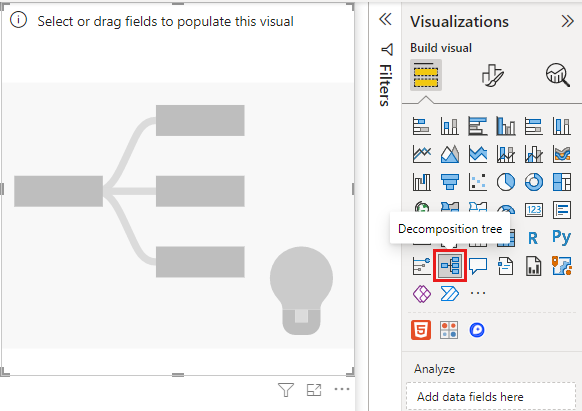 Select or drag fields to populate this visual
Filters
Visualizations
Build visual
123
Decomposition tree
R
Py
5
Analyze
Add data fields here